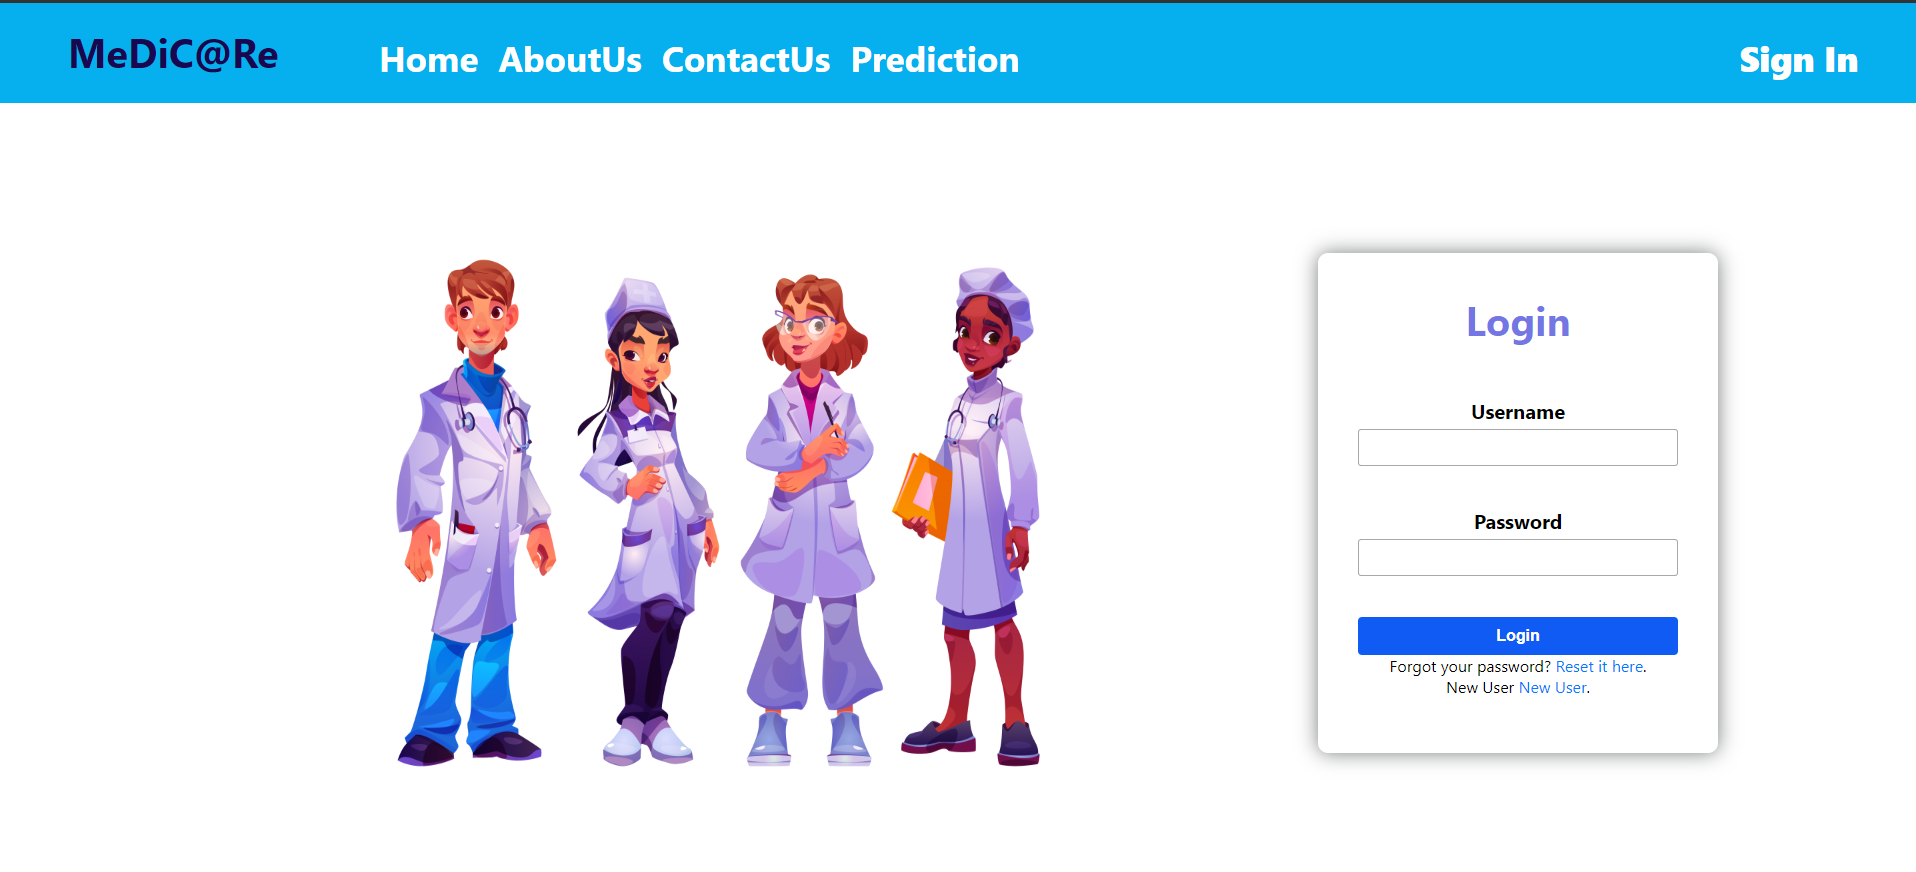 MeDiC@Re Home AboutUs ContactUs Prediction Sign In
Login
Username
Password
Login
Forgot your password? Reset it here.
New User New User.